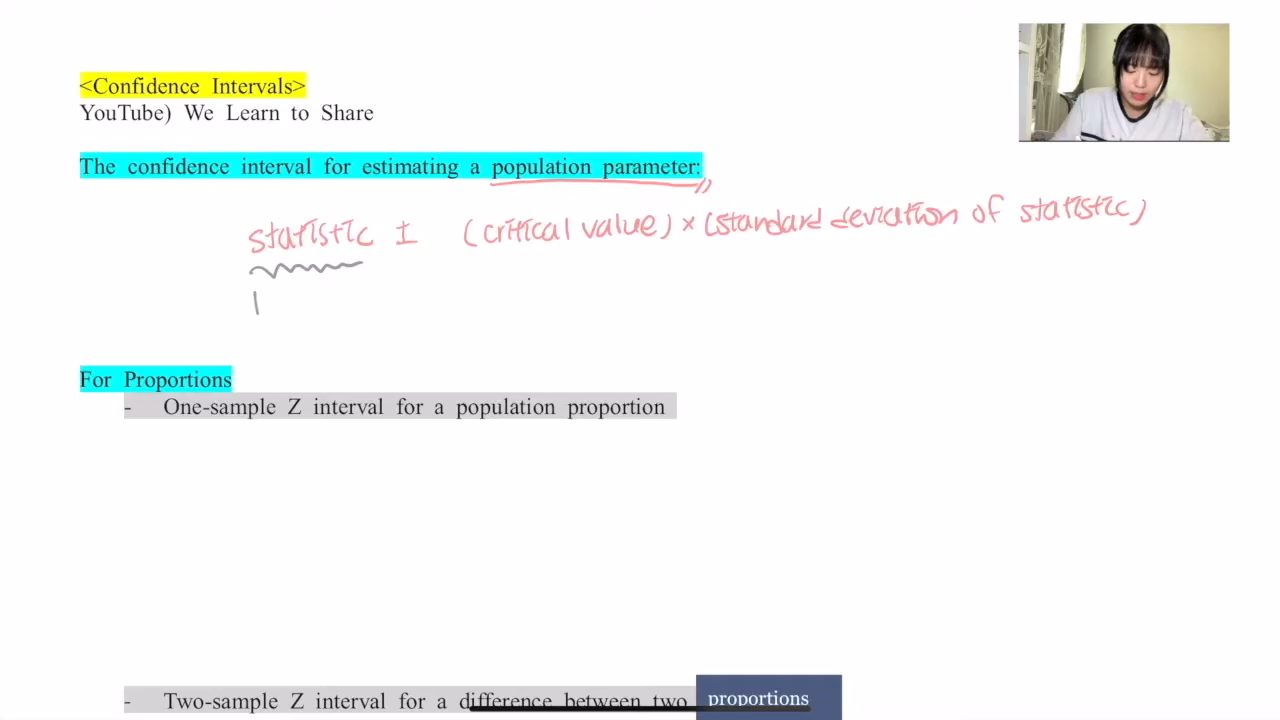 <Confidence Intervals>
YouTube) We Learn to Share
The confidence interval for estimating a population parameter:
statistic ± (critical value) × (standard deviation of statistic)
For Proportions
- One-sample Z interval for a population proportion
- Two-sample Z interval for a difference between two proportions